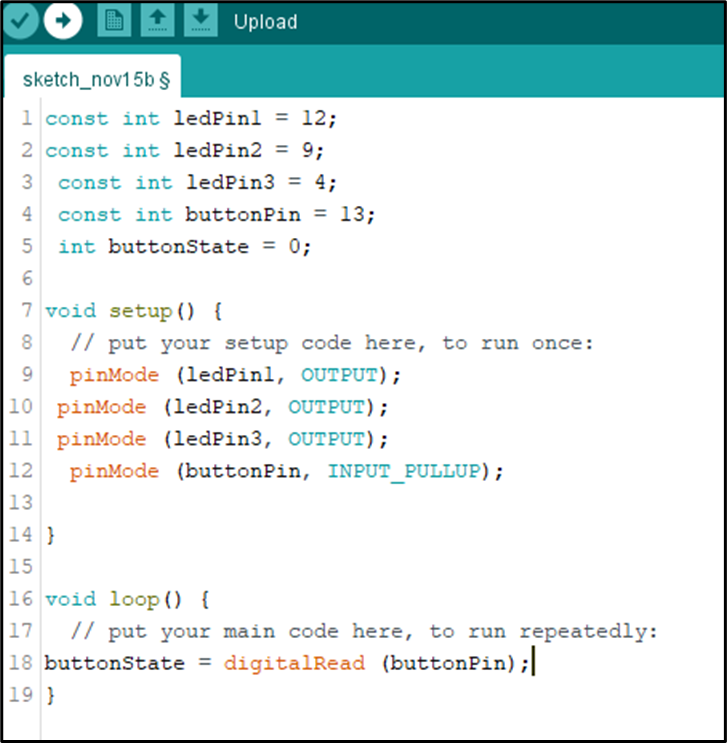 Upload
sketch_nov15b §
1 const int ledPin1 = 12;
2 const int ledPin2 = 9;
3 const int ledPin3 = 4;
4 const int buttonPin = 13;
5 int buttonState = 0;
6
7 void setup() {
8 // put your setup code here, to run once:
9 pinMode (ledPin1, OUTPUT);
10 pinMode (ledPin2, OUTPUT);
11 pinMode (ledPin3, OUTPUT);
12 pinMode (buttonPin, INPUT_PULLUP);
13
14 }
15
16 void loop() {
17 // put your main code here, to run repeatedly:
18 buttonState = digitalRead (buttonPin);
19 }